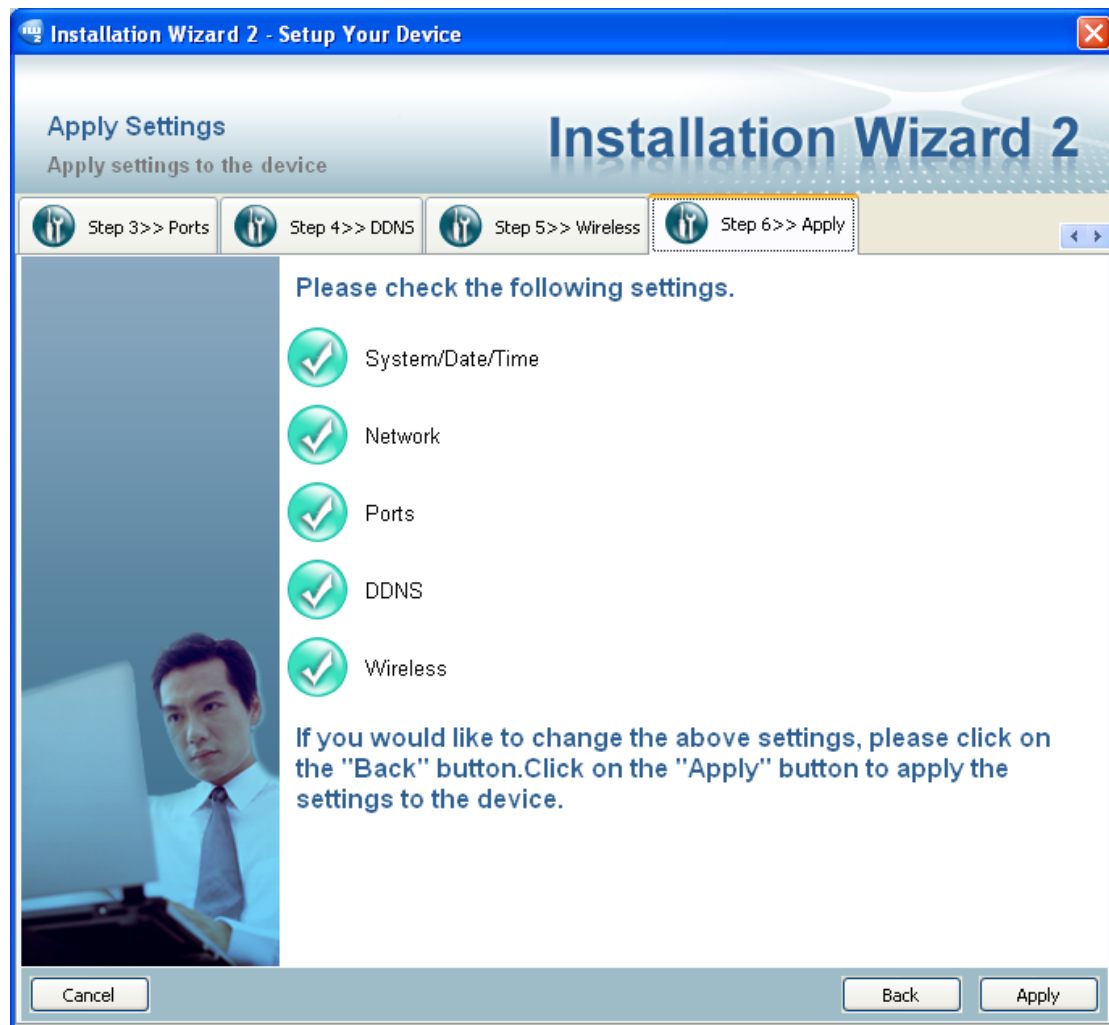 Installation Wizard 2 - Setup Your Device
Apply Settings
Apply settings to the device
Installation Wizard 2
Step 3>> Ports
Step 4>> DDNS
Step 5>> Wireless
Step 6>> Apply
Please check the following settings.
System/Date/Time
Network
Ports
DDNS
Wireless
If you would like to change the above settings, please click on
the "Back" button.Click on the "Apply" button to apply the
settings to the device.
Cancel
Back
Apply